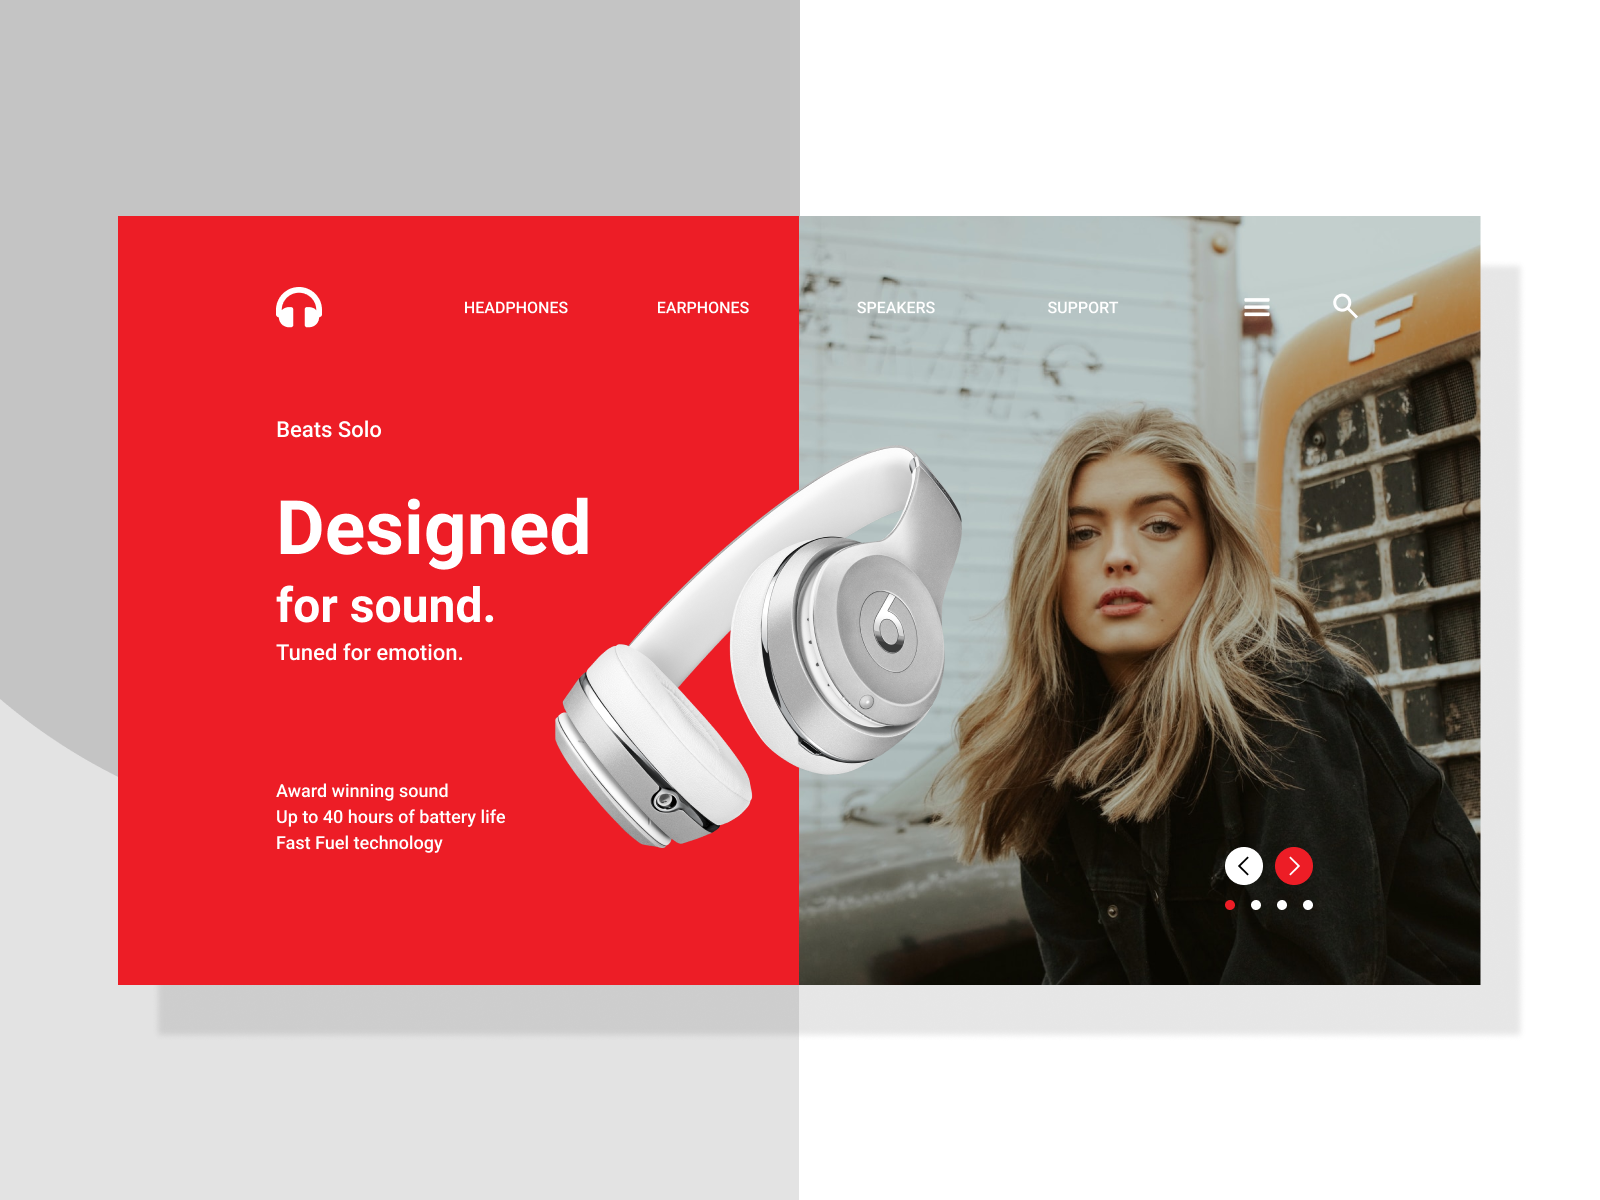 HEADPHONES EARPHONES SPEAKERS SUPPORT
F
Beats Solo
Designed
for sound.
Tuned for emotion.
Award winning sound
Up to 40 hours of battery life
Fast Fuel technology